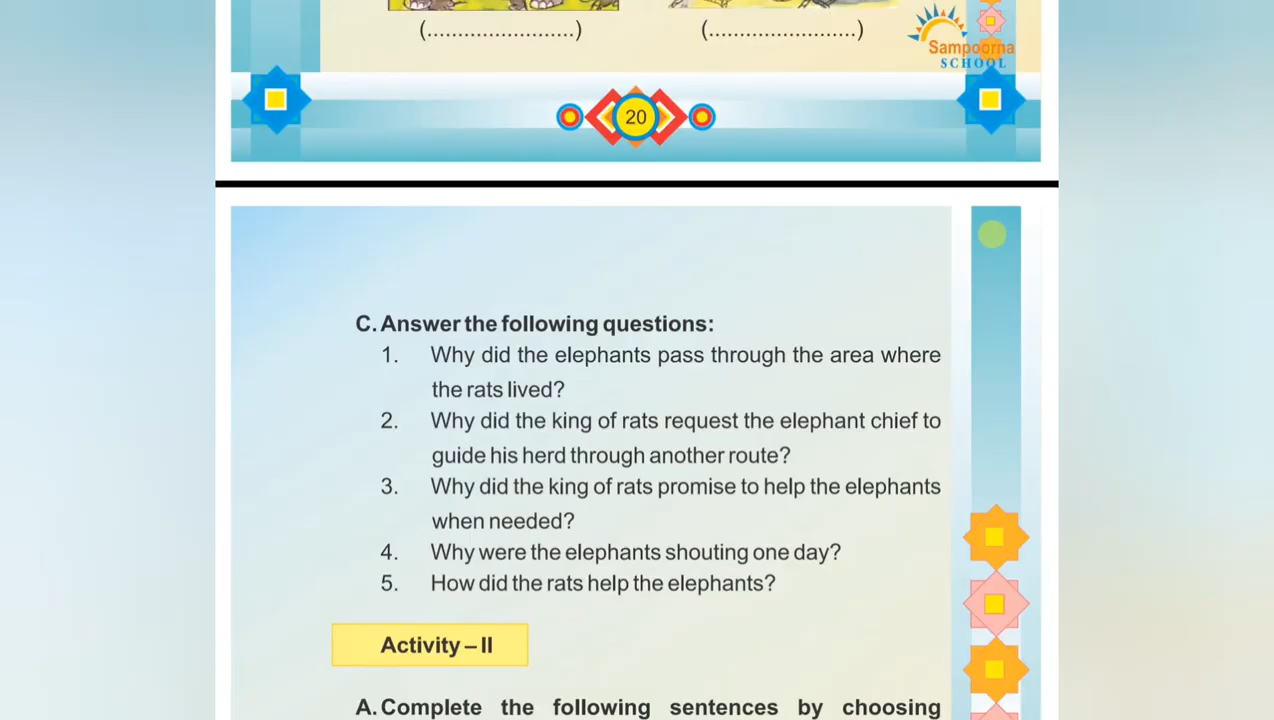 (........................) (........................)
Sampoorna
SCHOOL
20
C. Answer the following questions:
1. Why did the elephants pass through the area where
the rats lived?
2. Why did the king of rats request the elephant chief to
guide his herd through another route?
3. Why did the king of rats promise to help the elephants
when needed?
4. Why were the elephants shouting one day?
5. How did the rats help the elephants?
Activity – II
A. Complete the following sentences by choosing